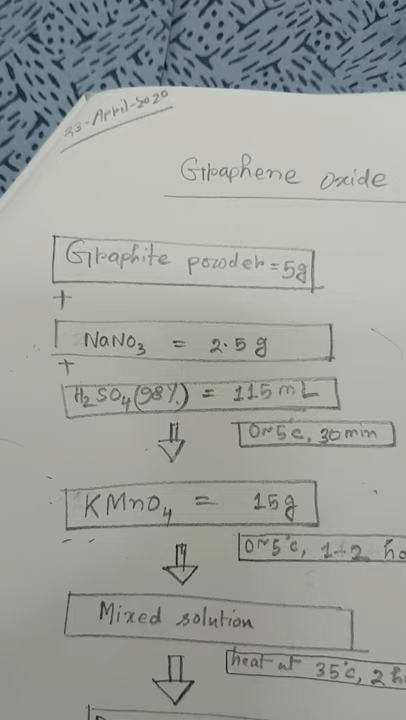 23-April-2020
Graphene Oxide
Graphite powder = 5g
+
NaNO₃ = 2.5 g
+
H₂SO₄ (98%) = 115 mL
0~5°c, 30 min
KMnO₄ = 15g
0~5°c, 1-2 ho
Mixed solution
heat at 35°c, 2 h